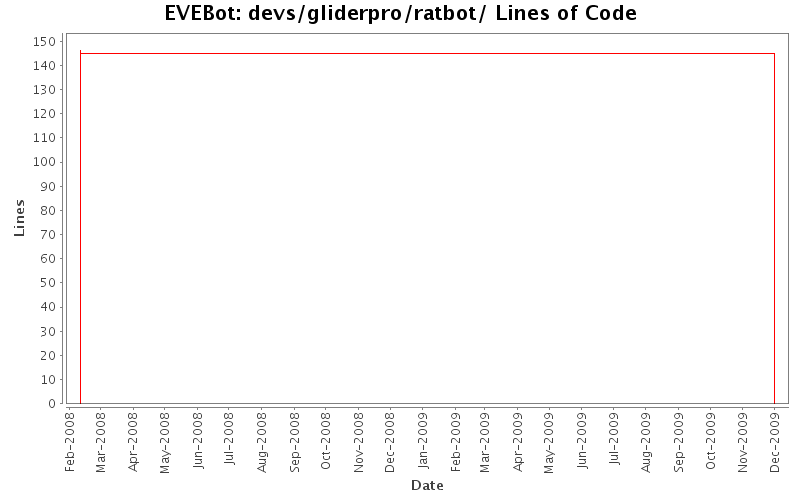 EVEBot: devs/gliderpro/ratbot/ Lines of Code
150
140
130
120
110
100
90
80
70
60
50
40
30
20
10
0
Lines
Feb-2008
Mar-2008
Apr-2008
May-2008
Jun-2008
Jul-2008
Aug-2008
Sep-2008
Oct-2008
Nov-2008
Dec-2008
Jan-2009
Feb-2009
Mar-2009
Apr-2009
May-2009
Jun-2009
Jul-2009
Aug-2009
Sep-2009
Oct-2009
Nov-2009
Dec-2009
Date